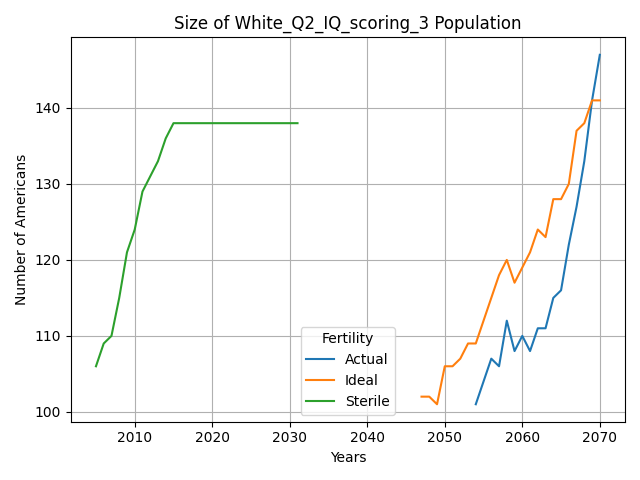 Size of White_Q2_IQ_scoring_3 Population
Number of Americans
140
130
120
110
100
Fertility
Actual
Ideal
Sterile
2010 2020 2030 2040 2050 2060 2070
Years